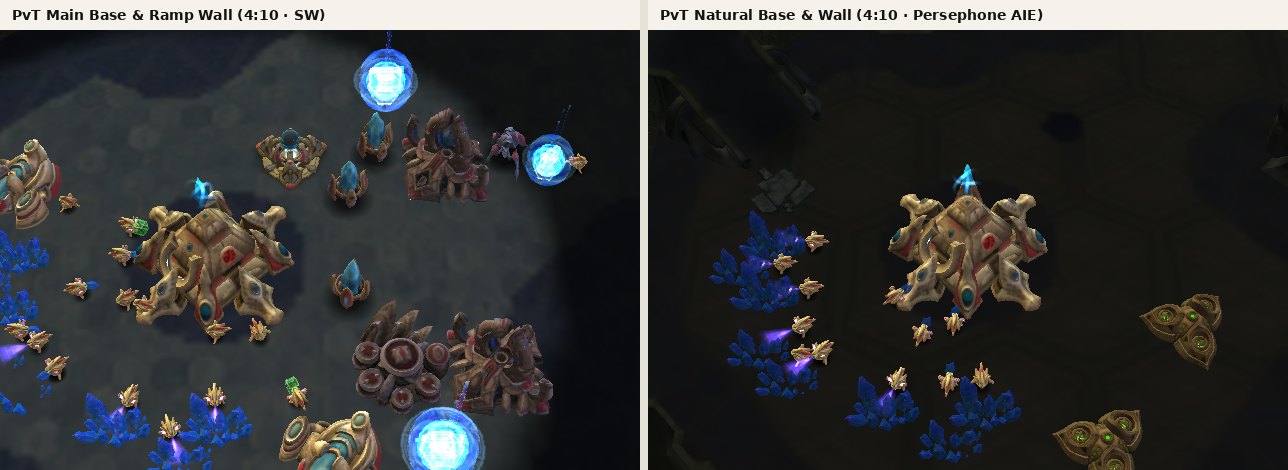 PvT Main Base & Ramp Wall (4:10 · SW)
PvT Natural Base & Wall (4:10 · Persephone AIE)